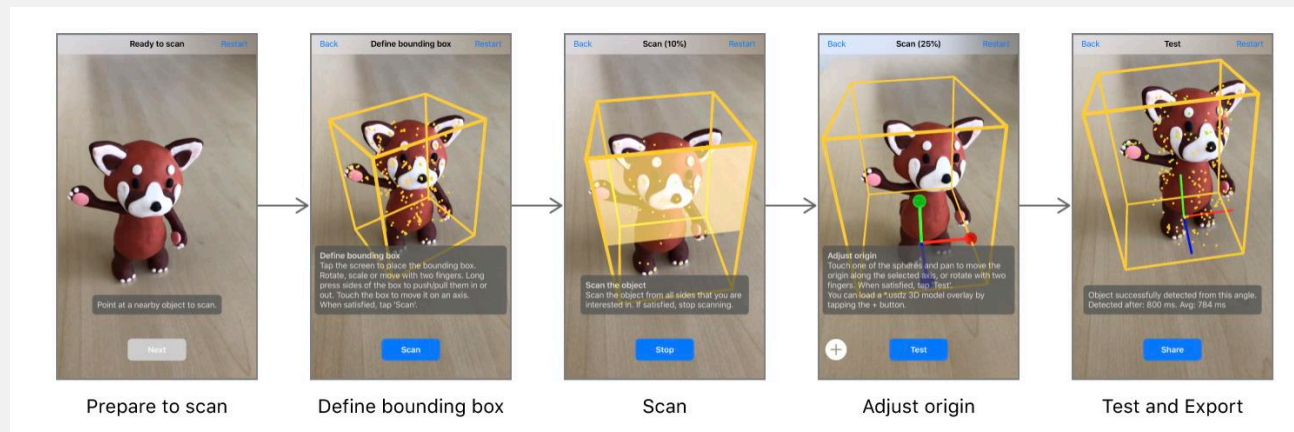 Ready to scan
Restart
Point at a nearby object to scan.
Next
Prepare to scan
Back
Define bounding box
Restart
Define bounding box
Tap the screen to place the bounding box.
Rotate, scale or move with two fingers. Long
press sides of the box to push/pull them in or
out. Touch the box to move it on an axis.
When satisfied, tap 'Scan'.
Scan
Define bounding box
Back
Scan (10%)
Restart
Scan the object
Scan the object from all sides that you are
interested in. If satisfied, stop scanning.
Stop
Scan
Back
Scan (25%)
Restart
Adjust origin
Touch one of the spheres and pan to move the
origin along the selected axis, or rotate with two
fingers. When satisfied, tap 'Test'.
You can load a *.usdz 3D model overlay by
tapping the + button.
+
Test
Adjust origin
Back
Test
Restart
Object successfully detected from this angle.
Detected after: 800 ms. Avg: 784 ms
Share
Test and Export